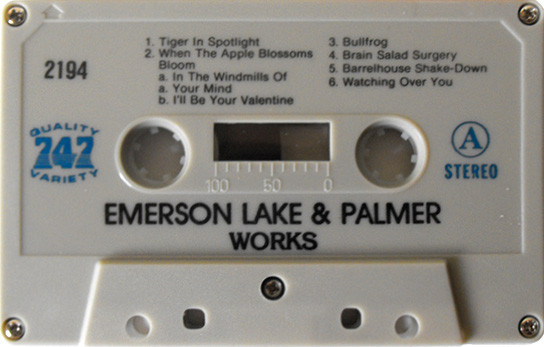 1. Tiger In Spotlight
2. When The Apple Blossoms
Bloom
a. In The Windmills Of
a. Your Mind
b. I'll Be Your Valentine
3. Bullfrog
4. Brain Salad Surgery
5. Barrelhouse Shake-Down
6. Watching Over You
2194
QUALITY
747
VARIETY
A
STEREO
100 50 0
EMERSON LAKE & PALMER
WORKS